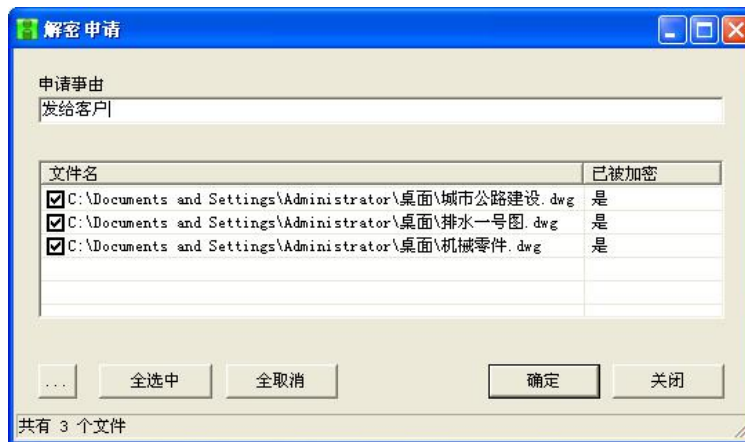 解密申请
申请事由
发给客户
文件名 已被加密
C:\Documents and Settings\Administrator\桌面\城市公路建设.dwg 是
C:\Documents and Settings\Administrator\桌面\排水一号图.dwg 是
C:\Documents and Settings\Administrator\桌面\机械零件.dwg 是
... 全选中 全取消 确定 关闭
共有 3 个文件